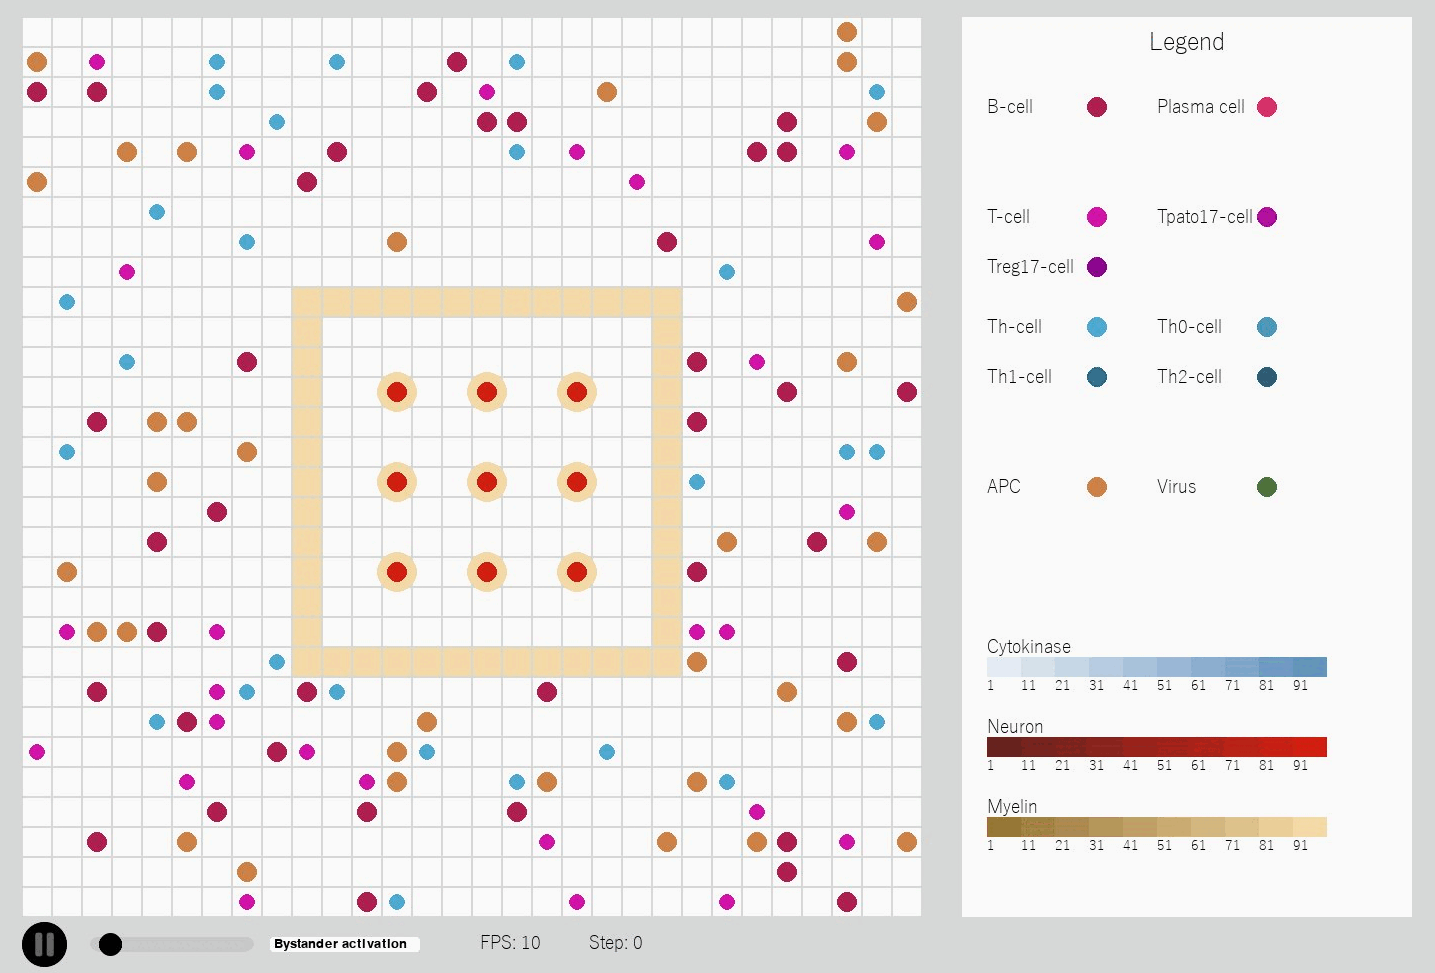 Legend
B-cell Plasma cell
T-cell Tpato17-cell
Treg17-cell
Th-cell Th0-cell
Th1-cell Th2-cell
APC Virus
Cytokinase
1 11 21 31 41 51 61 71 81 91
Neuron
1 11 21 31 41 51 61 71 81 91
Myelin
1 11 21 31 41 51 61 71 81 91
Bystander activation FPS: 10 Step: 0